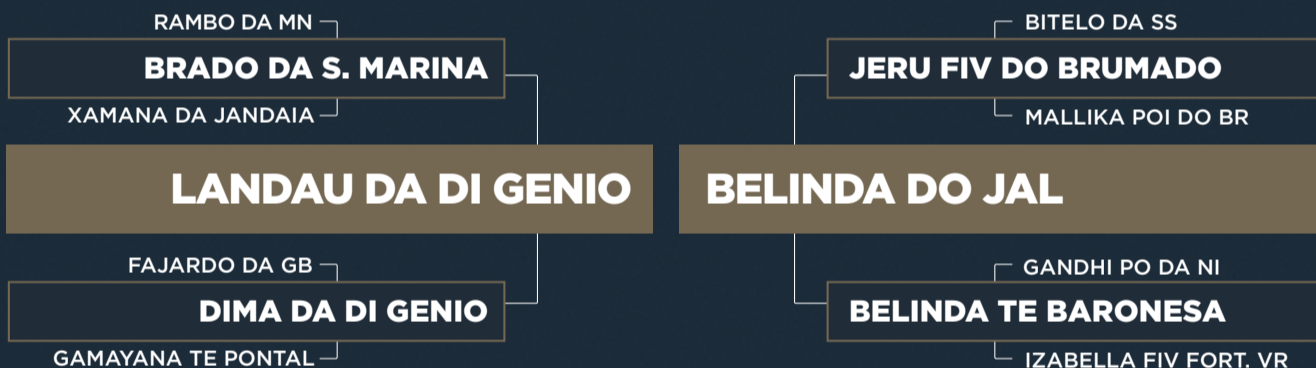 RAMBO DA MN
BRADO DA S. MARINA
XAMANA DA JANDAIA
LANDAU DA DI GENIO
FAJARDO DA GB
DIMA DA DI GENIO
GAMAYANA TE PONTAL
BITELO DA SS
JERU FIV DO BRUMADO
MALLIKA POI DO BR
BELINDA DO JAL
GANDHI PO DA NI
BELINDA TE BARONESA
IZABELLA FIV FORT. VR